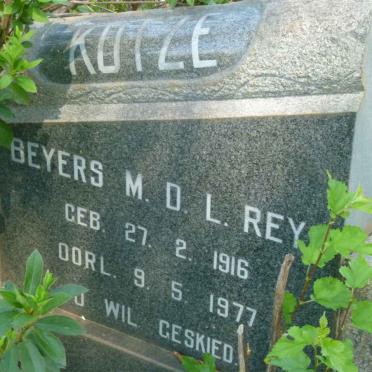 KOTZE
BEYERS M. D. L. REY
GEB. 27. 2. 1916
OORL. 9. 5. 1977
U WIL GESKIED.